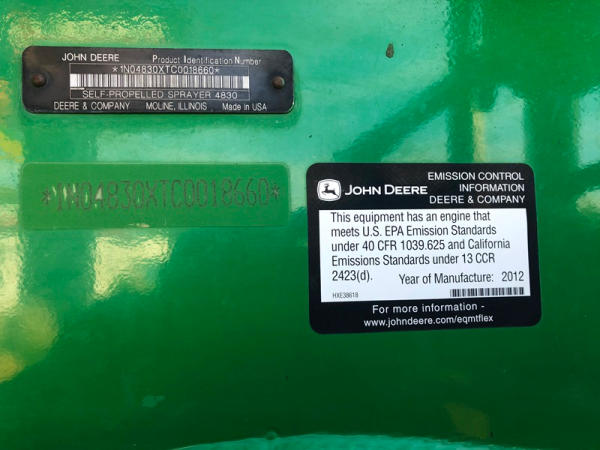 JOHN DEERE Product Identification Number
*1N04830XTC0018660*
SELF-PROPELLED SPRAYER 4830
DEERE & COMPANY MOLINE, ILLINOIS Made in USA
*1N04830XTC0018660*
JOHN DEERE
EMISSION CONTROL
INFORMATION
DEERE & COMPANY
This equipment has an engine that
meets U.S. EPA Emission Standards
under 40 CFR 1039.625 and California
Emissions Standards under 13 CCR
2423(d). Year of Manufacture: 2012
HXE38618
For more information -
www.johndeere.com/eqmtflex